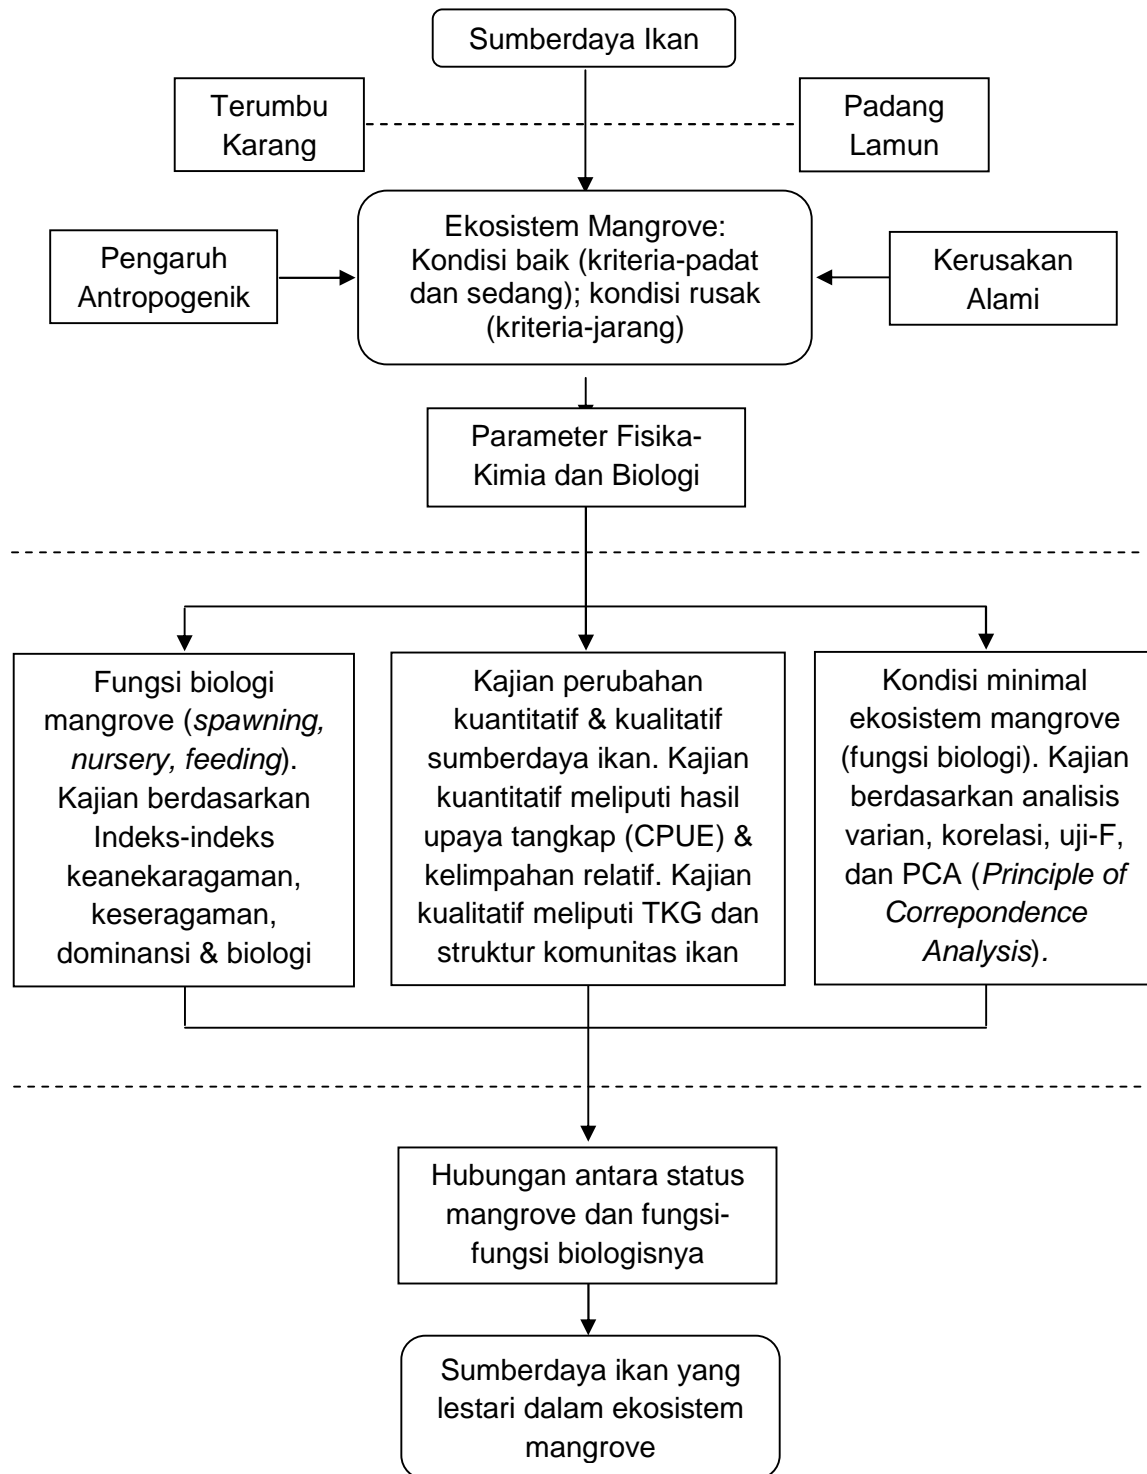 Sumberdaya Ikan
Terumbu
Karang
Padang
Lamun
Ekosistem Mangrove:
Kondisi baik (kriteria-padat
dan sedang); kondisi rusak
(kriteria-jarang)
Pengaruh
Antropogenik
Kerusakan
Alami
Parameter Fisika-
Kimia dan Biologi
Fungsi biologi
mangrove (spawning,
nursery, feeding).
Kajian berdasarkan
Indeks-indeks
keanekaragaman,
keseragaman,
dominansi & biologi
Kajian perubahan
kuantitatif & kualitatif
sumberdaya ikan. Kajian
kuantitatif meliputi hasil
upaya tangkap (CPUE) &
kelimpahan relatif. Kajian
kualitatif meliputi TKG dan
struktur komunitas ikan
Kondisi minimal
ekosistem mangrove
(fungsi biologi). Kajian
berdasarkan analisis
varian, korelasi, uji-F,
dan PCA (Principle of
Correpondence
Analysis).
Hubungan antara status
mangrove dan fungsi-
fungsi biologisnya
Sumberdaya ikan yang
lestari dalam ekosistem
mangrove